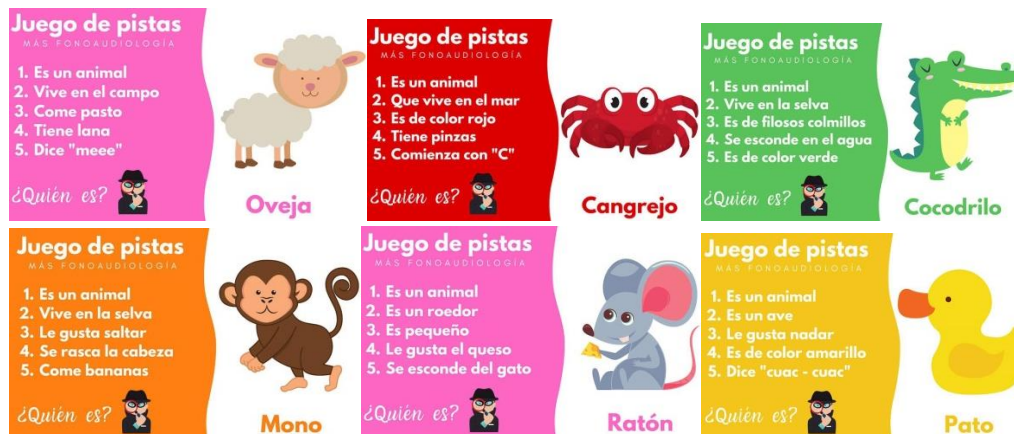 Juego de pistas
MÁS FONOAUDIOLOGÍA
1. Es un animal
2. Vive en el campo
3. Come pasto
4. Tiene lana
5. Dice "meee"
¿Quién es?
Oveja
Juego de pistas
MÁS FONOAUDIOLOGÍA
1. Es un animal
2. Que vive en el mar
3. Es de color rojo
4. Tiene pinzas
5. Comienza con "C"
¿Quién es?
Cangrejo
Juego de pistas
MÁS FONOAUDIOLOGÍA
1. Es un animal
2. Vive en la selva
3. Es de filosos colmillos
4. Se esconde en el agua
5. Es de color verde
¿Quién es?
Cocodrilo
Juego de pistas
MÁS FONOAUDIOLOGÍA
1. Es un animal
2. Vive en la selva
3. Le gusta saltar
4. Se rasca la cabeza
5. Come bananas
¿Quién es?
Mono
Juego de pistas
MÁS FONOAUDIOLOGÍA
1. Es un animal
2. Es un roedor
3. Es pequeño
4. Le gusta el queso
5. Se esconde del gato
¿Quién es?
Ratón
Juego de pistas
MÁS FONOAUDIOLOGÍA
1. Es un animal
2. Es un ave
3. Le gusta nadar
4. Es de color amarillo
5. Dice "cuac - cuac"
¿Quién es?
Pato